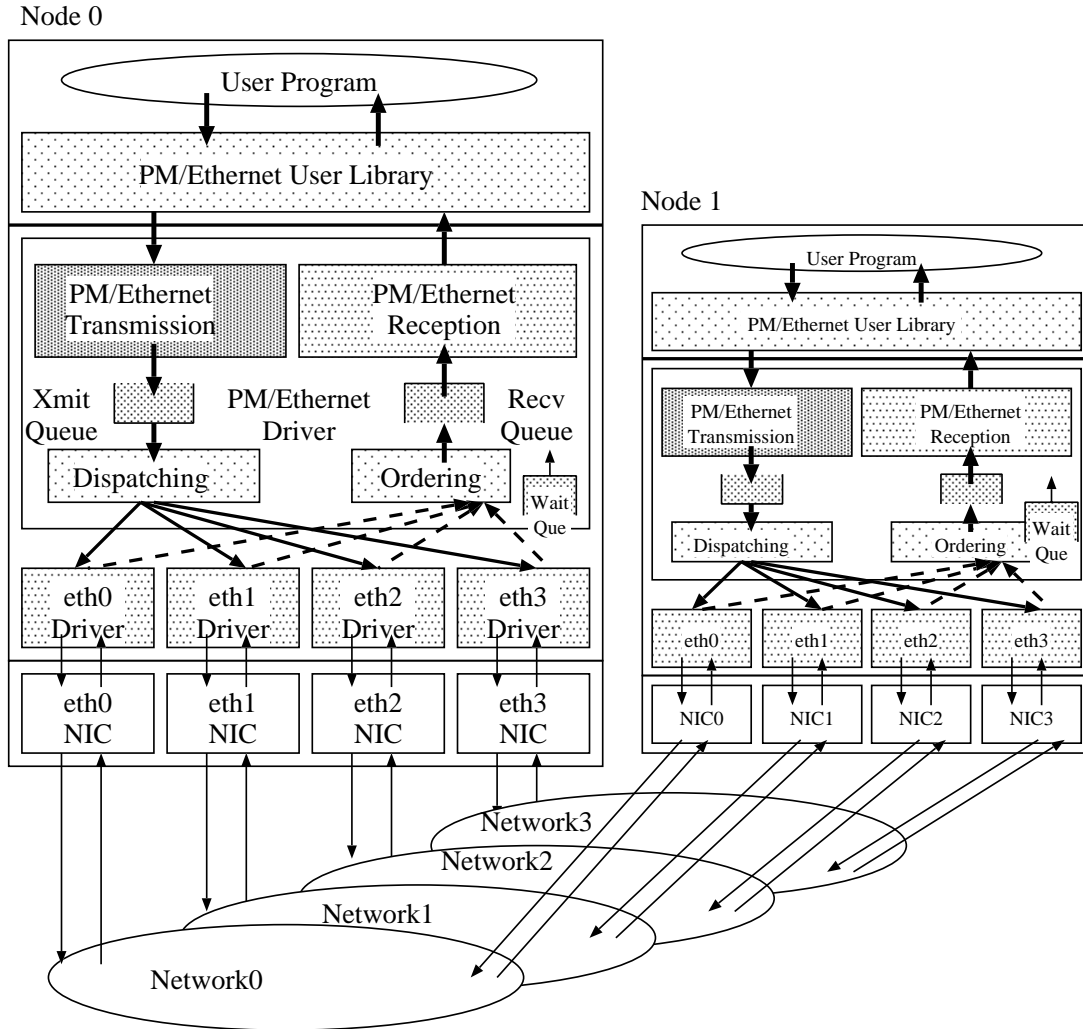 Node 0
User Program
PM/Ethernet User Library
PM/Ethernet
Transmission
PM/Ethernet
Reception
Xmit
Queue
PM/Ethernet
Driver
Recv
Queue
Dispatching
Ordering
Wait
Que
eth0
Driver
eth1
Driver
eth2
Driver
eth3
Driver
eth0
NIC
eth1
NIC
eth2
NIC
eth3
NIC
Node 1
User Program
PM/Ethernet User Library
PM/Ethernet
Transmission
PM/Ethernet
Reception
Dispatching
Ordering
Wait
Que
eth0
eth1
eth2
eth3
NIC0
NIC1
NIC2
NIC3
Network3
Network2
Network1
Network0